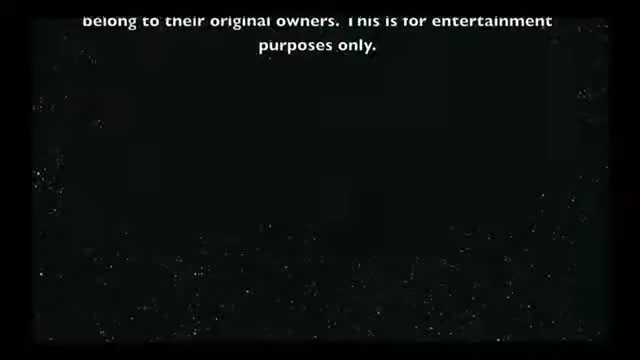 belong to their original owners. This is for entertainment
purposes only.